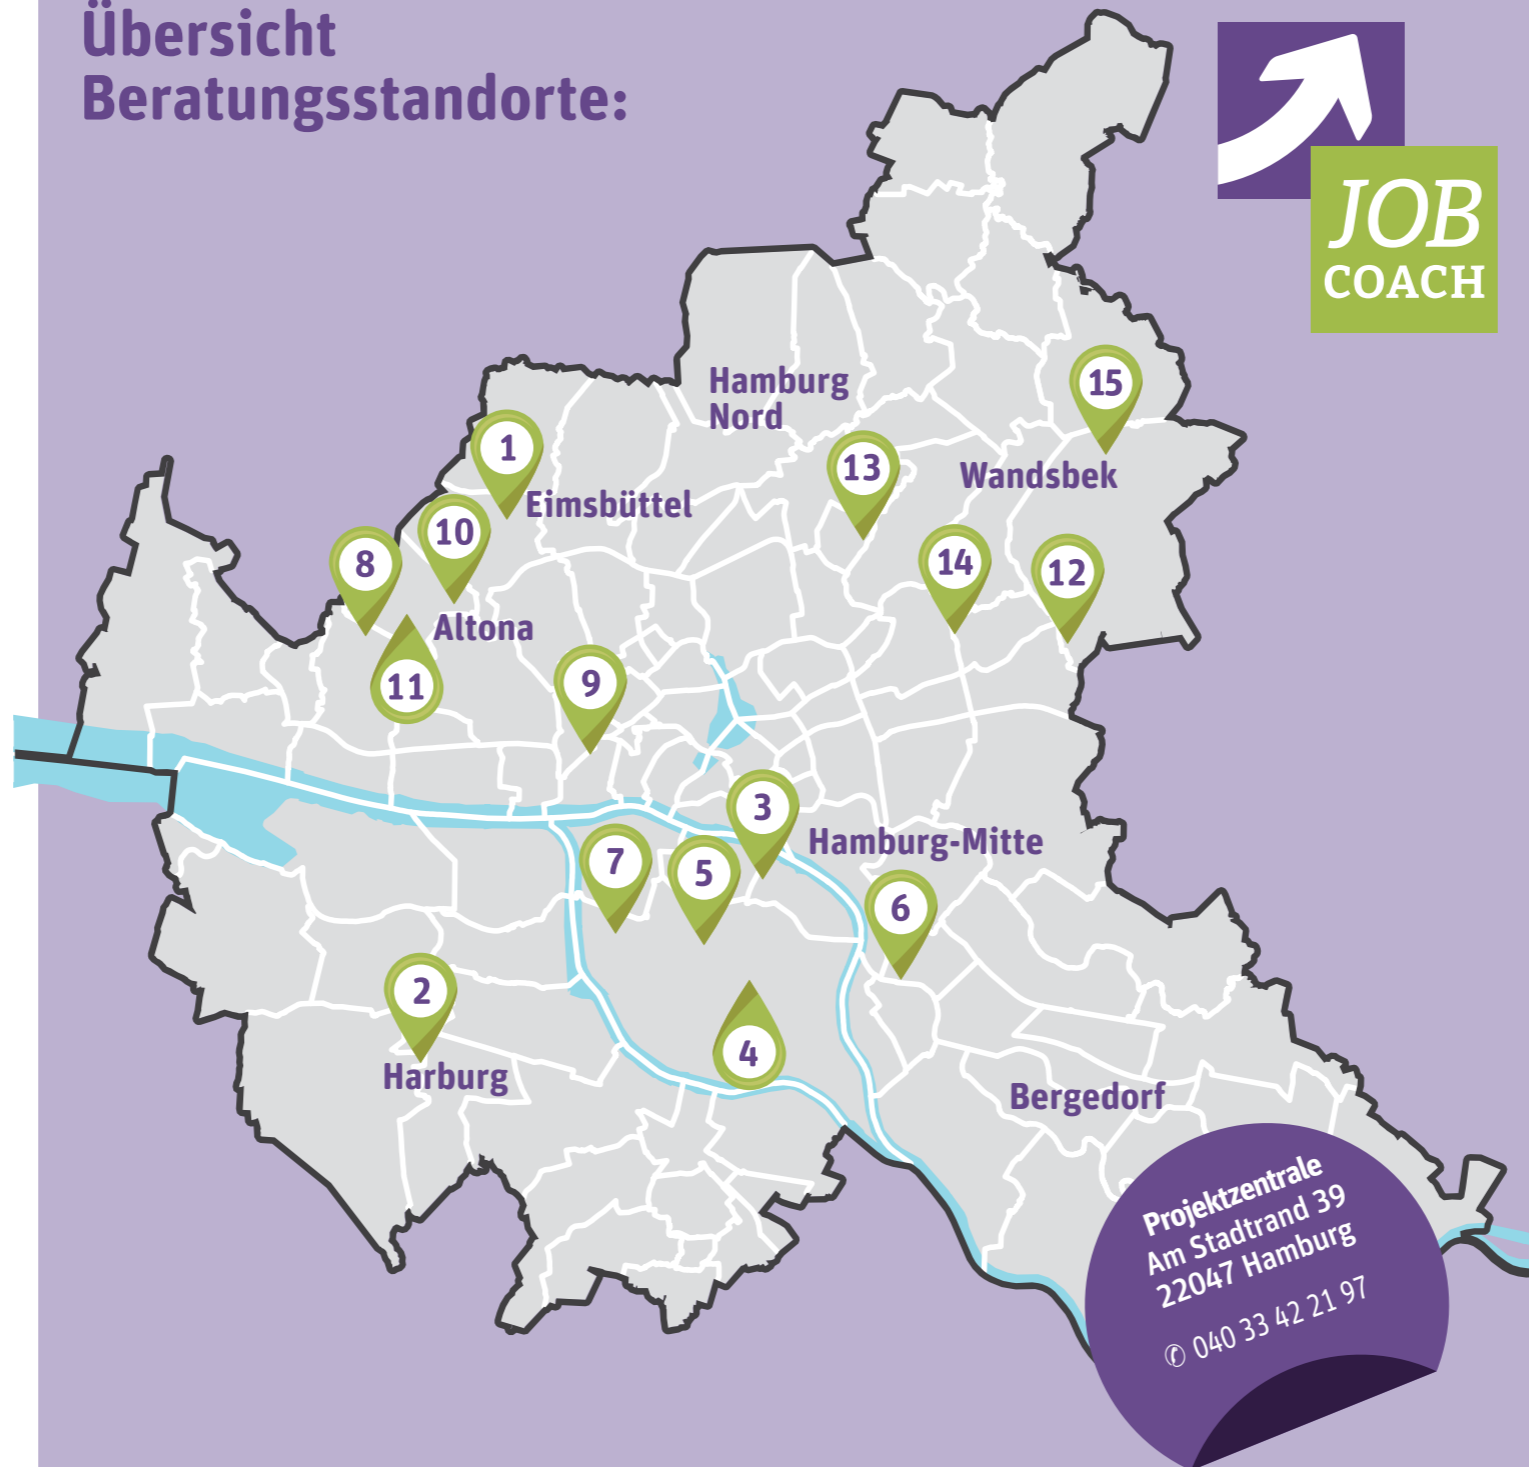 Übersicht
Beratungsstandorte:
JOB
COACH
Hamburg
Nord
15
1
13
Wandsbek
Eimsbüttel
10
8
14
12
Altona
11
9
3
Hamburg-Mitte
7
5
6
2
4
Harburg
Bergedorf
Projektzentrale
Am Stadtrand 39
22047 Hamburg
✆ 040 33 42 21 97